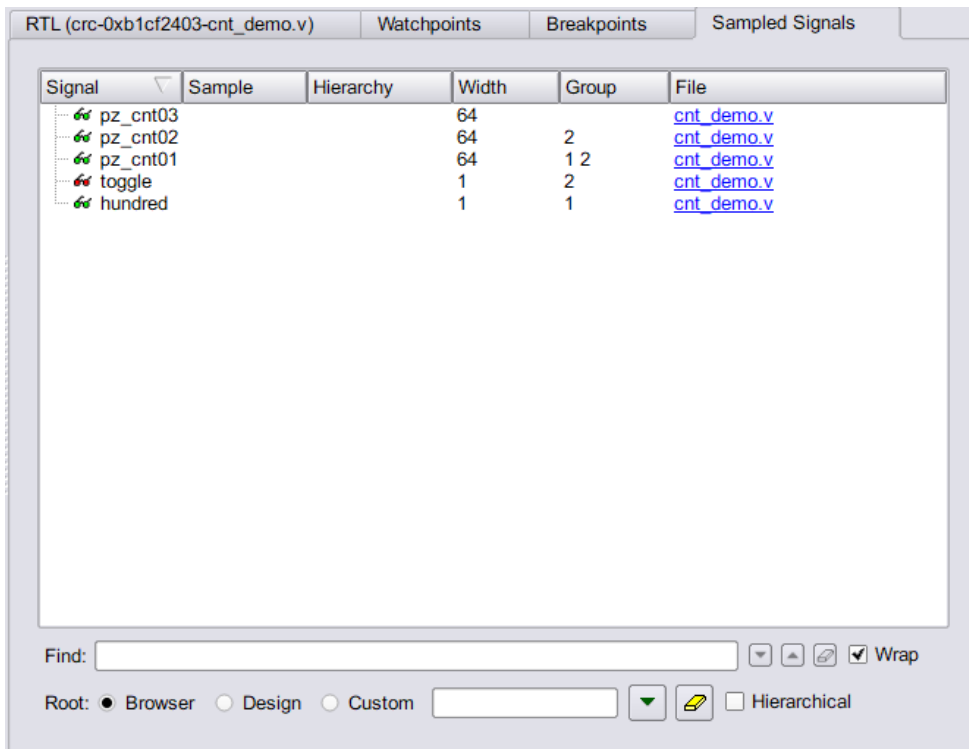 RTL (crc-0xb1cf2403-cnt_demo.v) Watchpoints Breakpoints Sampled Signals
Signal Sample Hierarchy Width Group File
pz_cnt03 64 cnt_demo.v
pz_cnt02 64 2 cnt_demo.v
pz_cnt01 64 1 2 cnt_demo.v
toggle 1 2 cnt_demo.v
hundred 1 1 cnt_demo.v
Find: Wrap
Root: Browser Design Custom Hierarchical